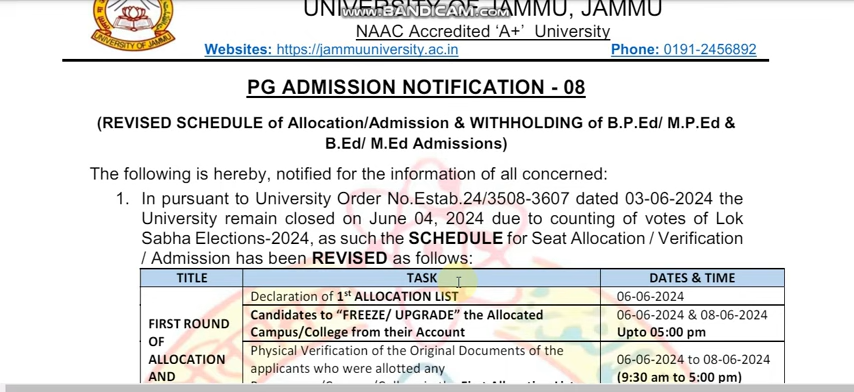 UNIVERSITY OF JAMMU, JAMMU
www.BANDICAM.com
NAAC Accredited ‘A+’ University
UNIVERSITY OF JAMMU
Websites: https://jammuuniversity.ac.in Phone: 0191-2456892
PG ADMISSION NOTIFICATION - 08
(REVISED SCHEDULE of Allocation/Admission & WITHHOLDING of B.P.Ed/ M.P.Ed &
B.Ed/ M.Ed Admissions)
The following is hereby, notified for the information of all concerned:
1. In pursuant to University Order No.Estab.24/3508-3607 dated 03-06-2024 the
University remain closed on June 04, 2024 due to counting of votes of Lok
Sabha Elections-2024, as such the SCHEDULE for Seat Allocation / Verification
/ Admission has been REVISED as follows:
TITLE TASK DATES & TIME
Declaration of 1st ALLOCATION LIST 06-06-2024
FIRST ROUND
OF
ALLOCATION
AND
Candidates to “FREEZE/ UPGRADE” the Allocated
Campus/College from their Account
06-06-2024 & 08-06-2024
Upto 05:00 pm
Physical Verification of the Original Documents of the
applicants who were allotted any
06-06-2024 to 08-06-2024
(9:30 am to 5:00 pm)